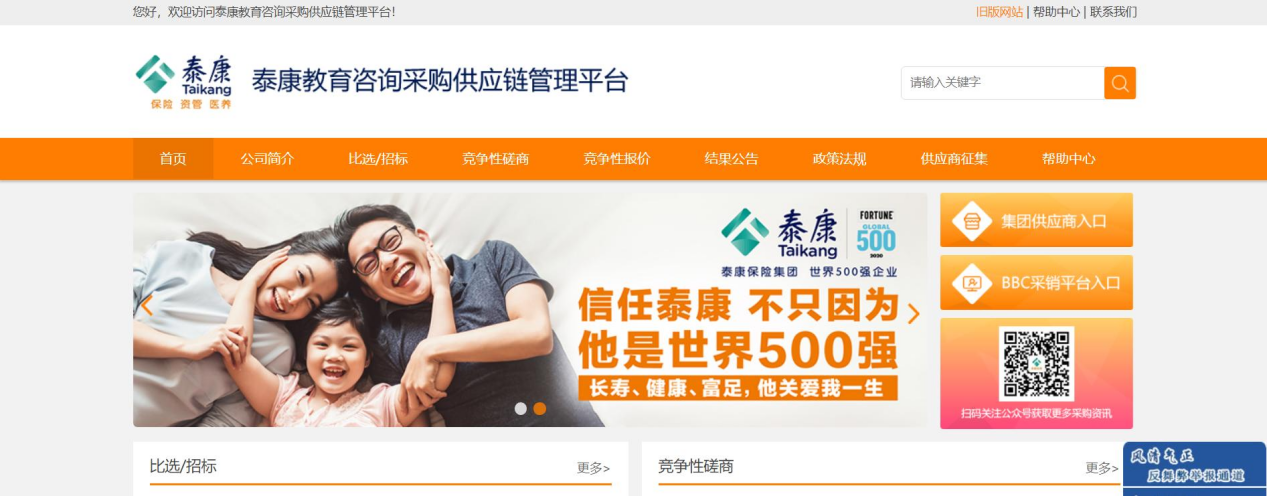 您好，欢迎访问泰康教育咨询采购供应链管理平台！
旧版网站 | 帮助中心 | 联系我们
泰康
Taikang
保险 资管 医养
泰康教育咨询采购供应链管理平台
请输入关键字
首页 公司简介 比选/招标 竞争性磋商 竞争性报价 结果公告 政策法规 供应商征集 帮助中心
泰康
Taikang
FORTUNE
GLOBAL
500
2020
泰康保险集团 世界500强企业
信任泰康 不只因为
他是世界500强
长寿、健康、富足，他关爱我一生
集团供应商入口
BBC采销平台入口
扫码关注公众号获取更多采购资讯
比选/招标 更多>
竞争性磋商 更多>
风清气正
反舞弊举报通道